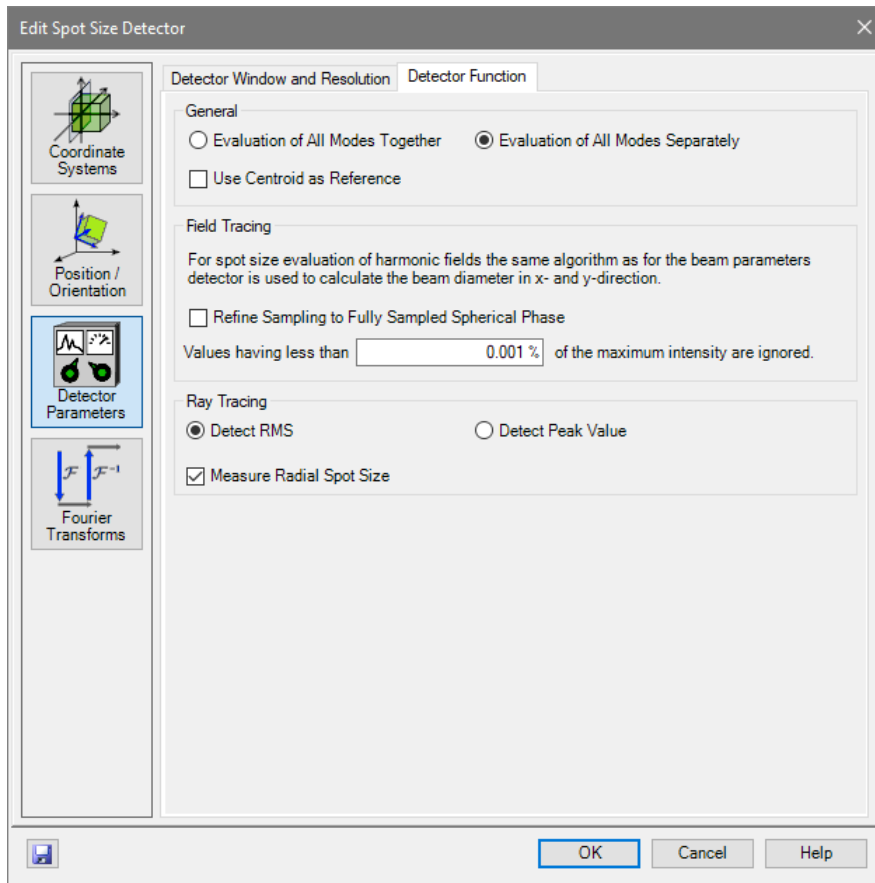 Edit Spot Size Detector
Coordinate
Systems
Position /
Orientation
Detector
Parameters
ℱ ℱ⁻¹
Fourier
Transforms
Detector Window and Resolution Detector Function
General
Evaluation of All Modes Together Evaluation of All Modes Separately
Use Centroid as Reference
Field Tracing
For spot size evaluation of harmonic fields the same algorithm as for the beam parameters
detector is used to calculate the beam diameter in x- and y-direction.
Refine Sampling to Fully Sampled Spherical Phase
Values having less than 0.001 % of the maximum intensity are ignored.
Ray Tracing
Detect RMS Detect Peak Value
Measure Radial Spot Size
OK Cancel Help